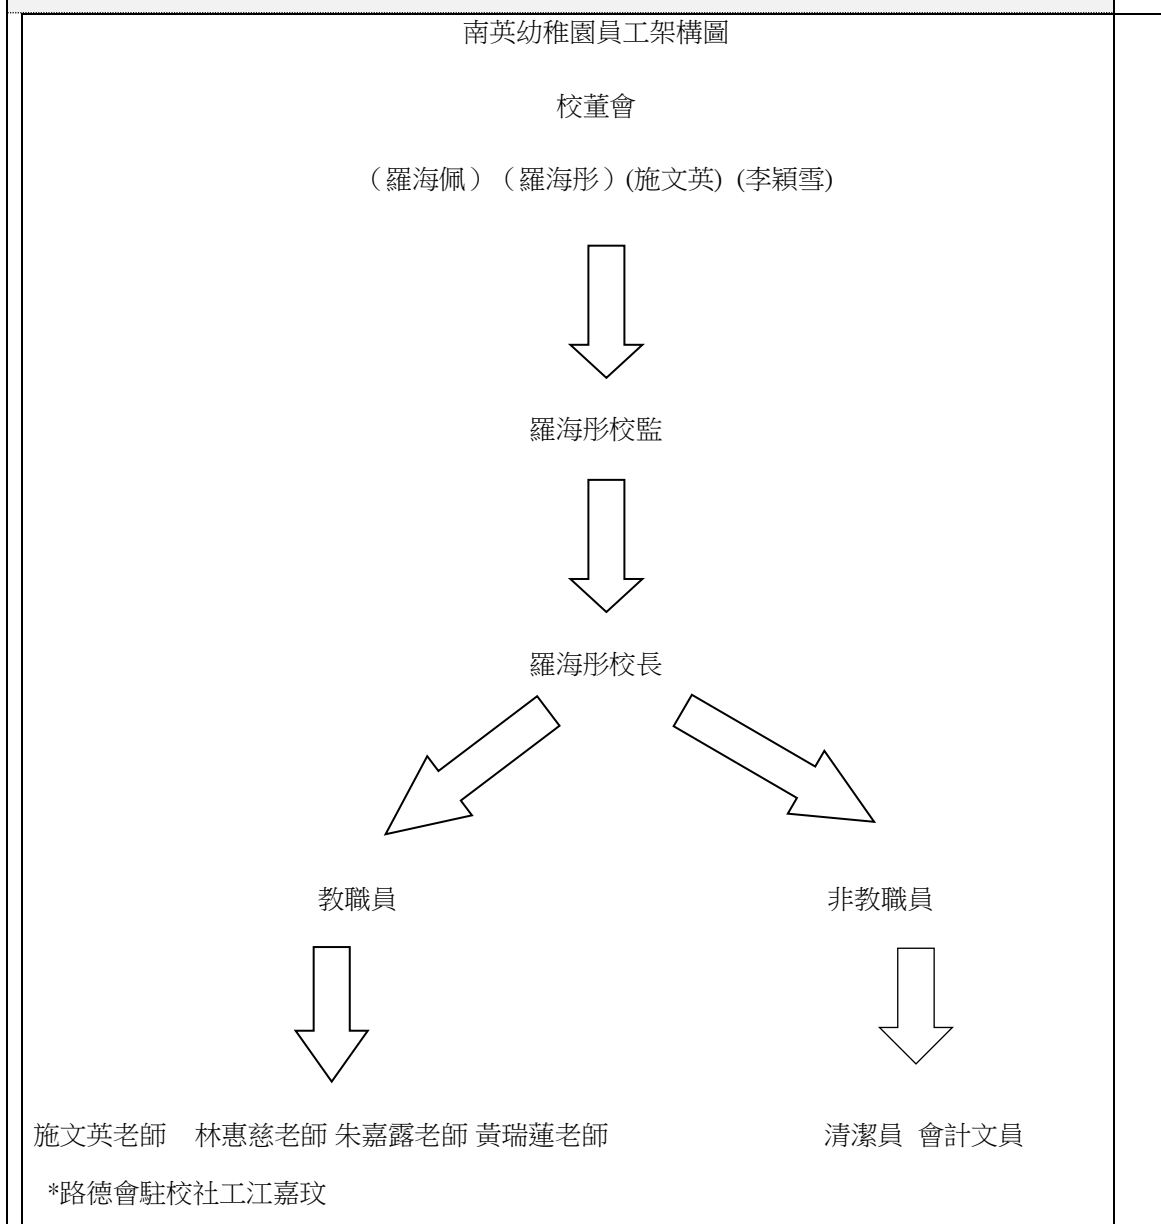 南英幼稚園員工架構圖
校董會
（羅海佩）（羅海彤）(施文英) (李穎雪)
羅海彤校監
羅海彤校長
教職員 非教職員
施文英老師 林惠慈老師 朱嘉露老師 黃瑞蓮老師 清潔員 會計文員
*路德會駐校社工江嘉玟